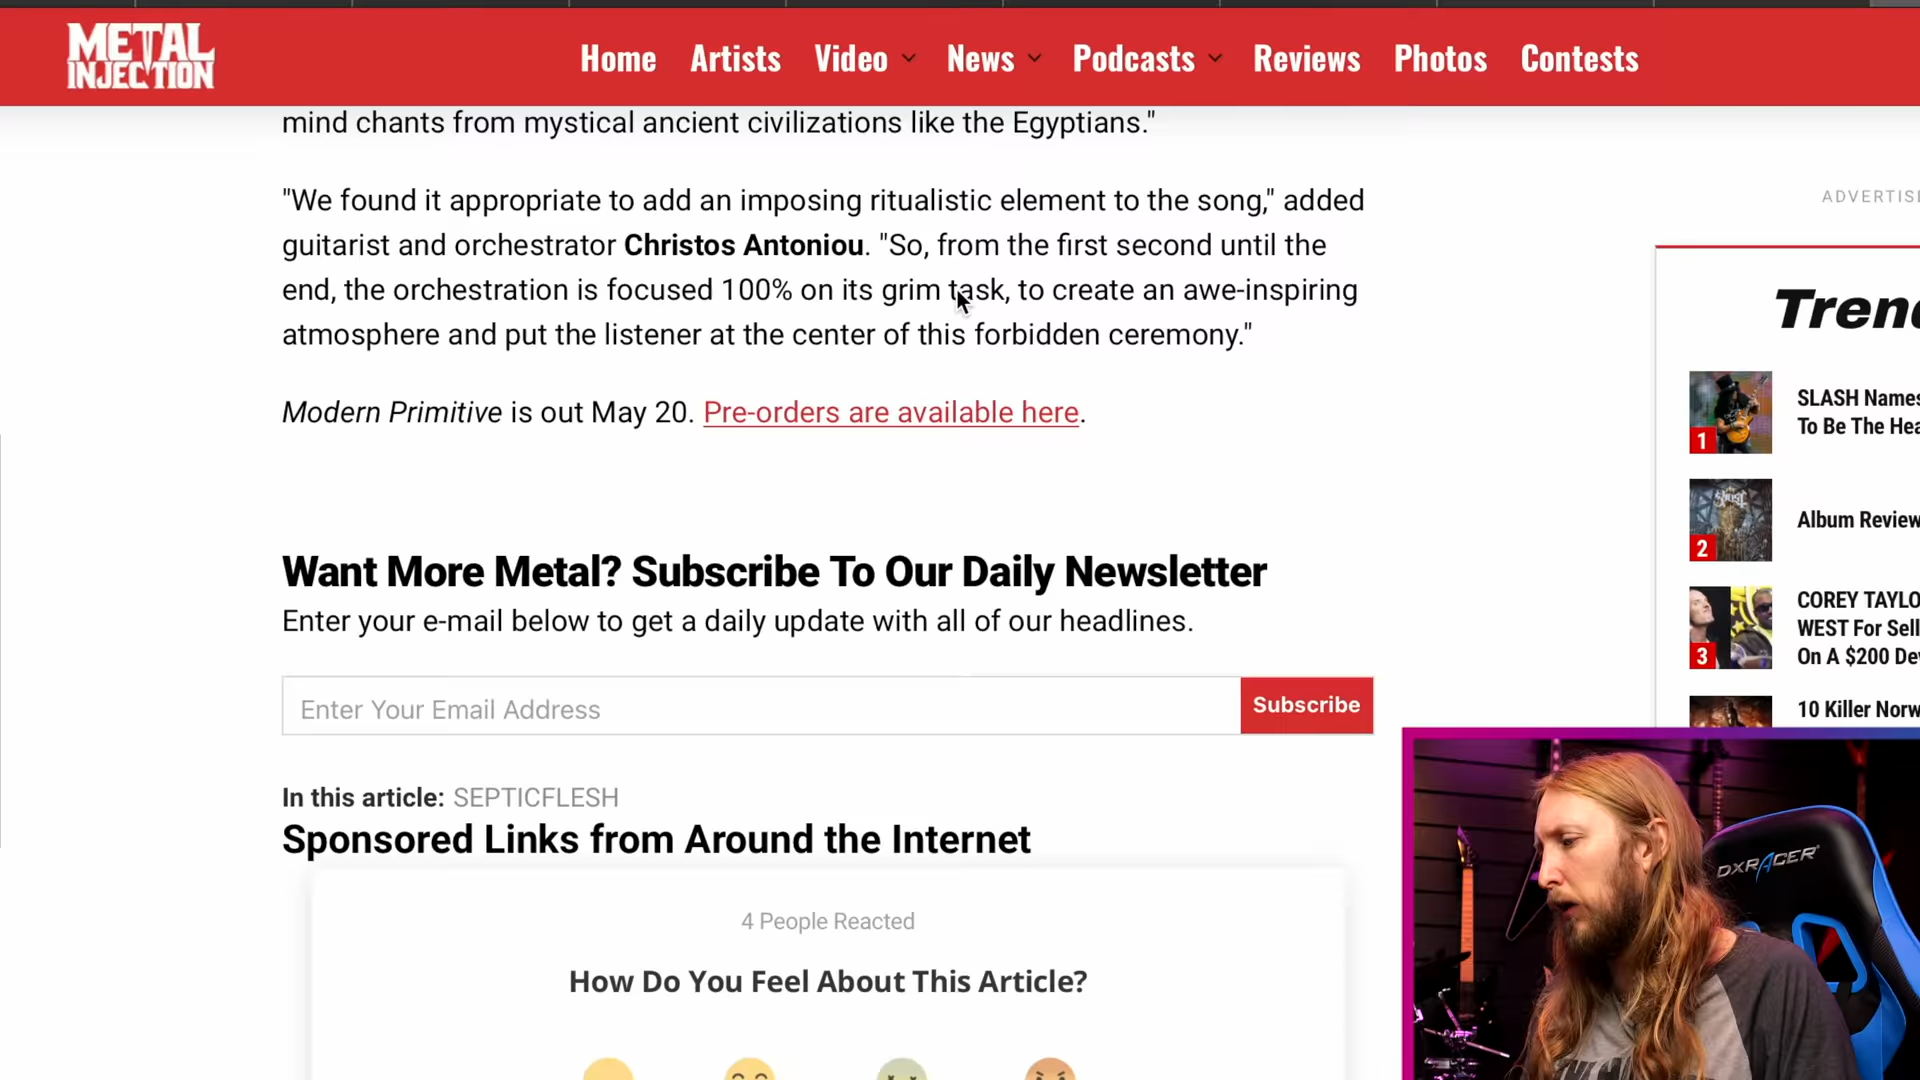 METAL
INJECTION
Home Artists Video News Podcasts Reviews Photos Contests
mind chants from mystical ancient civilizations like the Egyptians."
"We found it appropriate to add an imposing ritualistic element to the song," added
guitarist and orchestrator Christos Antoniou. "So, from the first second until the
end, the orchestration is focused 100% on its grim task, to create an awe-inspiring
atmosphere and put the listener at the center of this forbidden ceremony."
Modern Primitive is out May 20. Pre-orders are available here.
Want More Metal? Subscribe To Our Daily Newsletter
Enter your e-mail below to get a daily update with all of our headlines.
Enter Your Email Address
Subscribe
In this article: SEPTICFLESH
Sponsored Links from Around the Internet
4 People Reacted
How Do You Feel About This Article?
ADVERTIS
Tren
1
SLASH Names
To Be The Hea
2
Album Review
3
COREY TAYLO
WEST For Sell
On A $200 De
10 Killer Norw
DXRACER